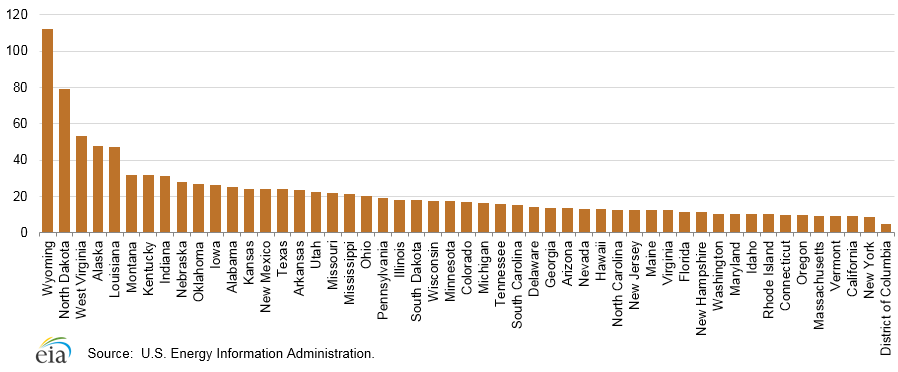 120
100
80
60
40
20
0
Wyoming
North Dakota
West Virginia
Alaska
Louisiana
Montana
Kentucky
Indiana
Nebraska
Oklahoma
Iowa
Alabama
Kansas
New Mexico
Texas
Arkansas
Utah
Missouri
Mississippi
Ohio
Pennsylvania
Illinois
South Dakota
Wisconsin
Minnesota
Colorado
Michigan
Tennessee
South Carolina
Delaware
Georgia
Arizona
Nevada
Hawaii
North Carolina
New Jersey
Maine
Virginia
Florida
New Hampshire
Washington
Maryland
Idaho
Rhode Island
Connecticut
Oregon
Massachusetts
Vermont
California
New York
District of Columbia
eia
Source:  U.S. Energy Information Administration.